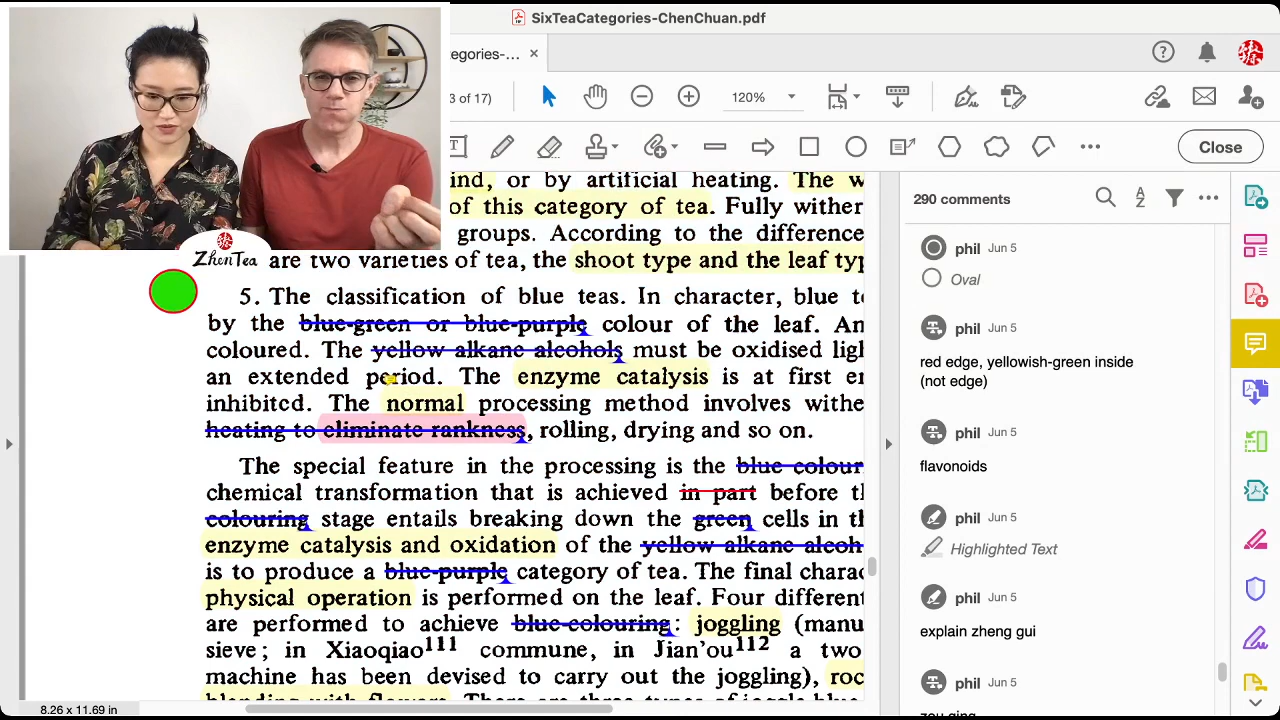 SixTeaCategories-ChenChuan.pdf
egories-...
3 of 17)
120%
Close
ind, or by artificial heating. The w
of this category of tea. Fully wither
groups. According to the difference
ZhenTea
are two varieties of tea, the shoot type and the leaf typ
5. The classification of blue teas. In character, blue te
by the blue-green or blue-purple colour of the leaf. An
coloured. The yellow alkane alcohols must be oxidised ligh
an extended period. The enzyme catalysis is at first en
inhibited. The normal processing method involves withe
heating to eliminate rankness, rolling, drying and so on.
The special feature in the processing is the blue colour
chemical transformation that is achieved in part before th
colouring stage entails breaking down the green cells in th
enzyme catalysis and oxidation of the yellow alkane alcoh
is to produce a blue-purple category of tea. The final charac
physical operation is performed on the leaf. Four different
are performed to achieve blue-colouring: joggling (manu
sieve; in Xiaoqiao111 commune, in Jian'ou112 a two
machine has been devised to carry out the joggling), roc
8.26 x 11.69 in
290 comments
phil Jun 5
Oval
phil Jun 5
red edge, yellowish-green inside
(not edge)
phil Jun 5
flavonoids
phil Jun 5
Highlighted Text
phil Jun 5
explain zheng gui
phil Jun 5